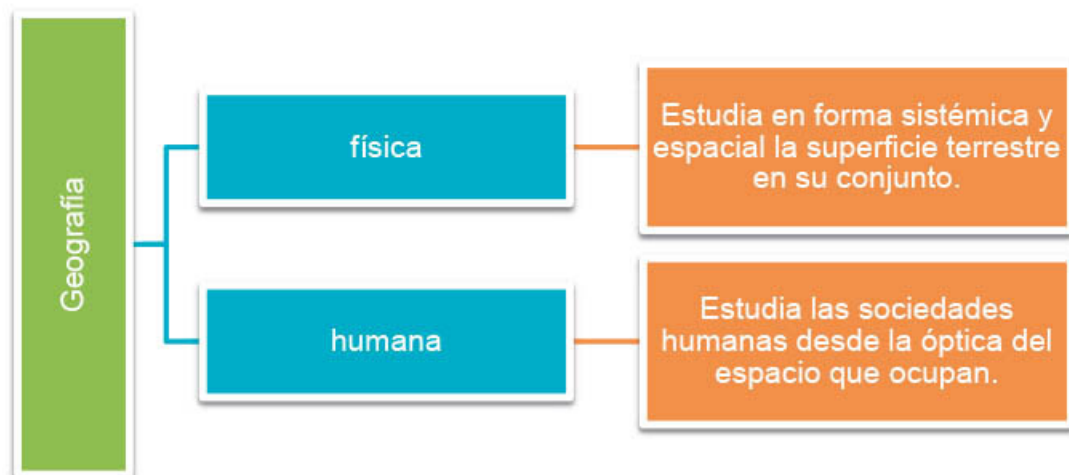 Geografía
física
Estudia en forma sistémica y
espacial la superficie terrestre
en su conjunto.
humana
Estudia las sociedades
humanas desde la óptica del
espacio que ocupan.